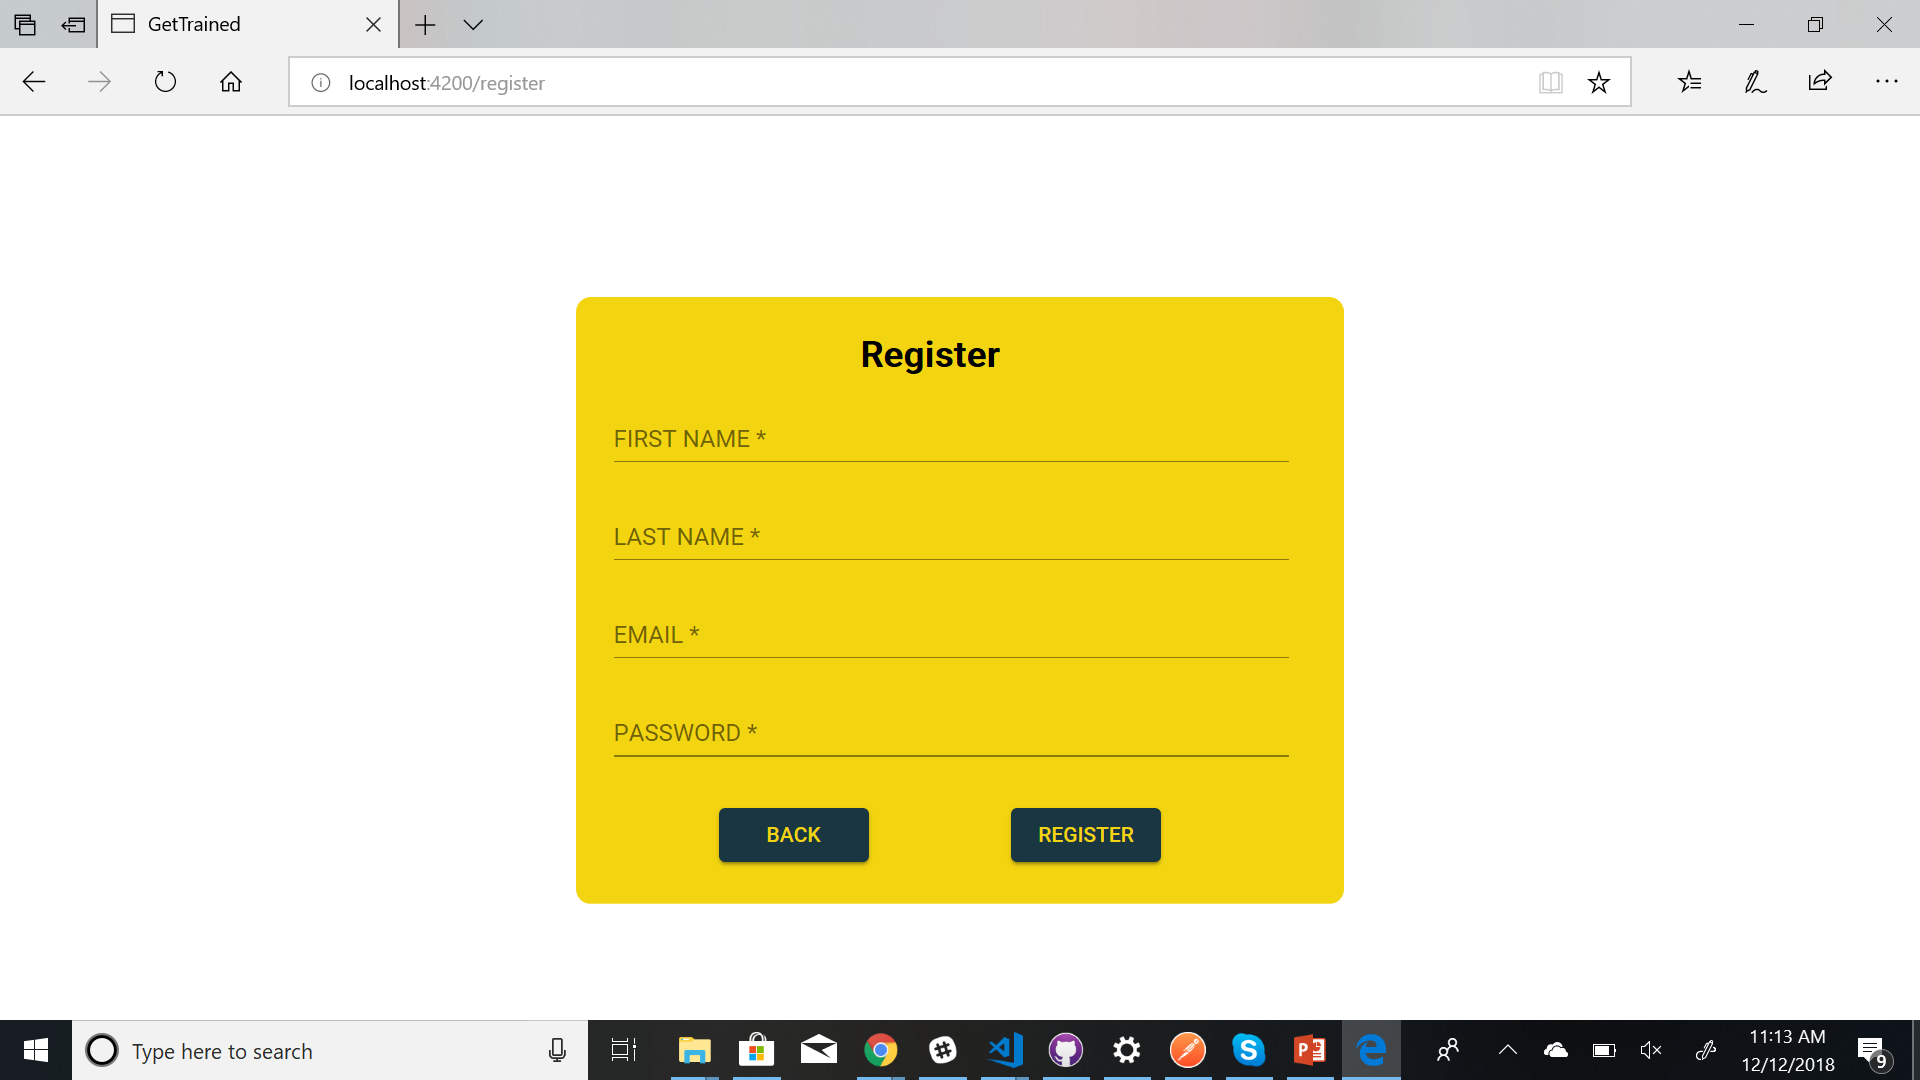 GetTrained
localhost:4200/register
Register
FIRST NAME *
LAST NAME *
EMAIL *
PASSWORD *
BACK
REGISTER
Type here to search
11:13 AM
12/12/2018
9